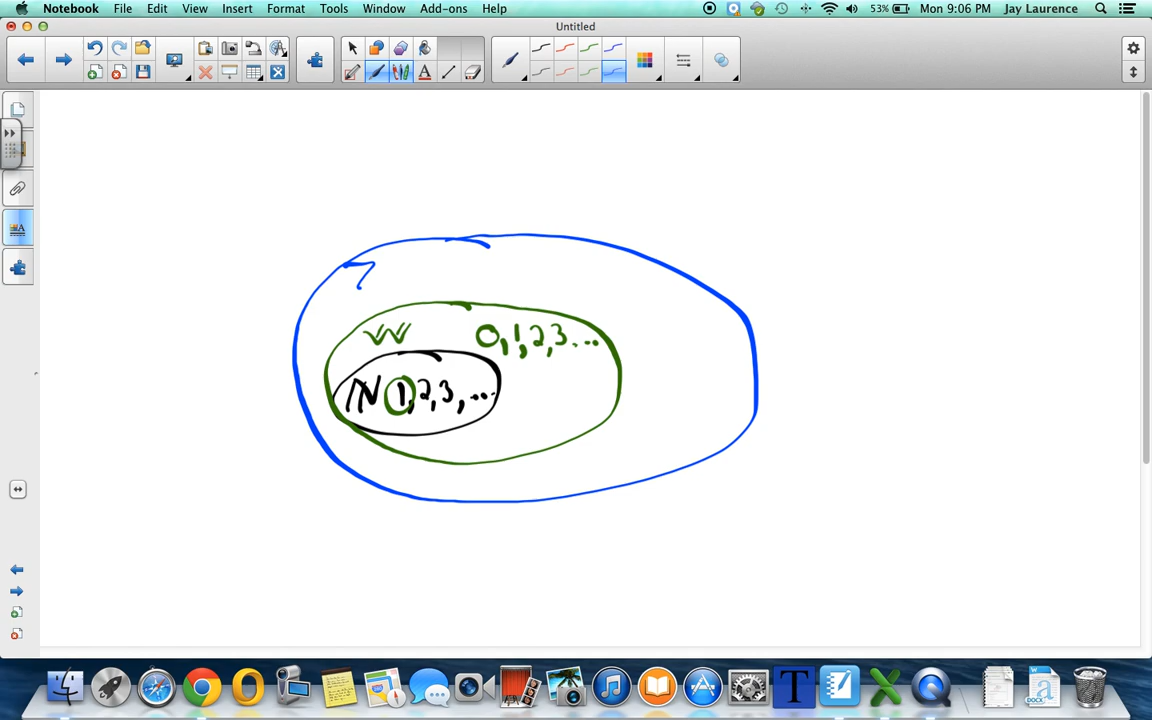 Notebook File Edit View Insert Format Tools Window Add-ons Help 53% Mon 9:06 PM Jay Laurence
Untitled
W 0,1,2,3...
N 1,2,3,...